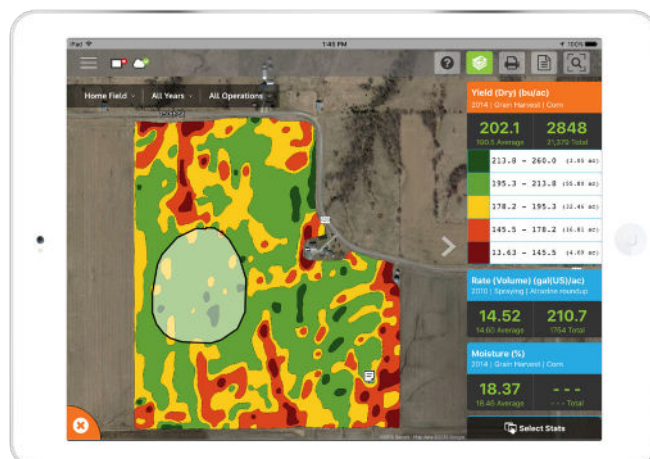 iPad
1:45 PM
100%
Home Field
All Years
All Operations
Yield (Dry) (bu/ac)
2014 | Grain Harvest | Corn
202.1 2848
Average 21,379 Total
213.8 - 260.0
195.3 - 213.8
178.2 - 195.3
145.5 - 178.2
13.63 - 145.5
Rate (Volume) (gal(US)/ac)
2010 | Spraying | Atrazine roundup
14.52 210.7
14.60 Average 1754 Total
Moisture (%)
2014 | Grain Harvest | Corn
18.37 - - -
Average - - - Total
Select Stats